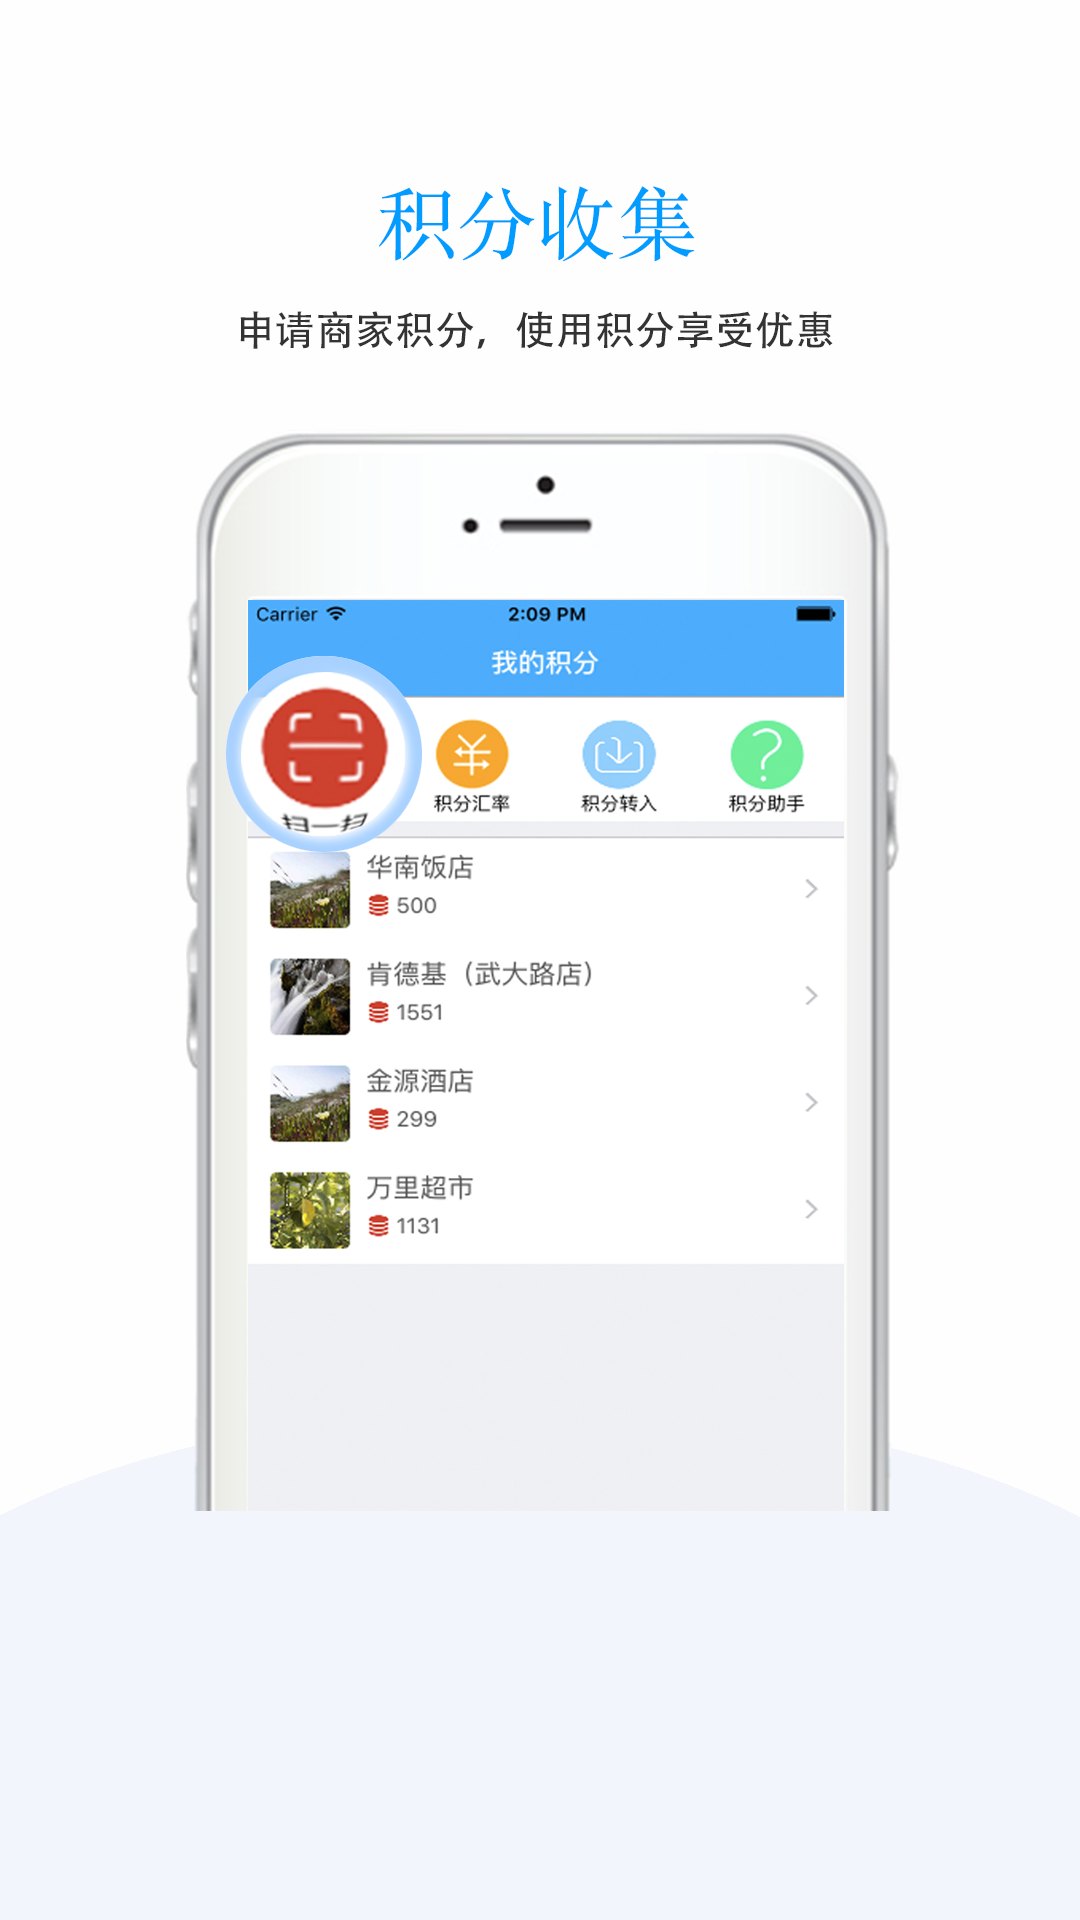 积分收集
申请商家积分，使用积分享受优惠
Carrier 2:09 PM
我的积分
扫一扫 积分汇率 积分转入 积分助手
华南饭店
500
肯德基（武大路店）
1551
金源酒店
299
万里超市
1131